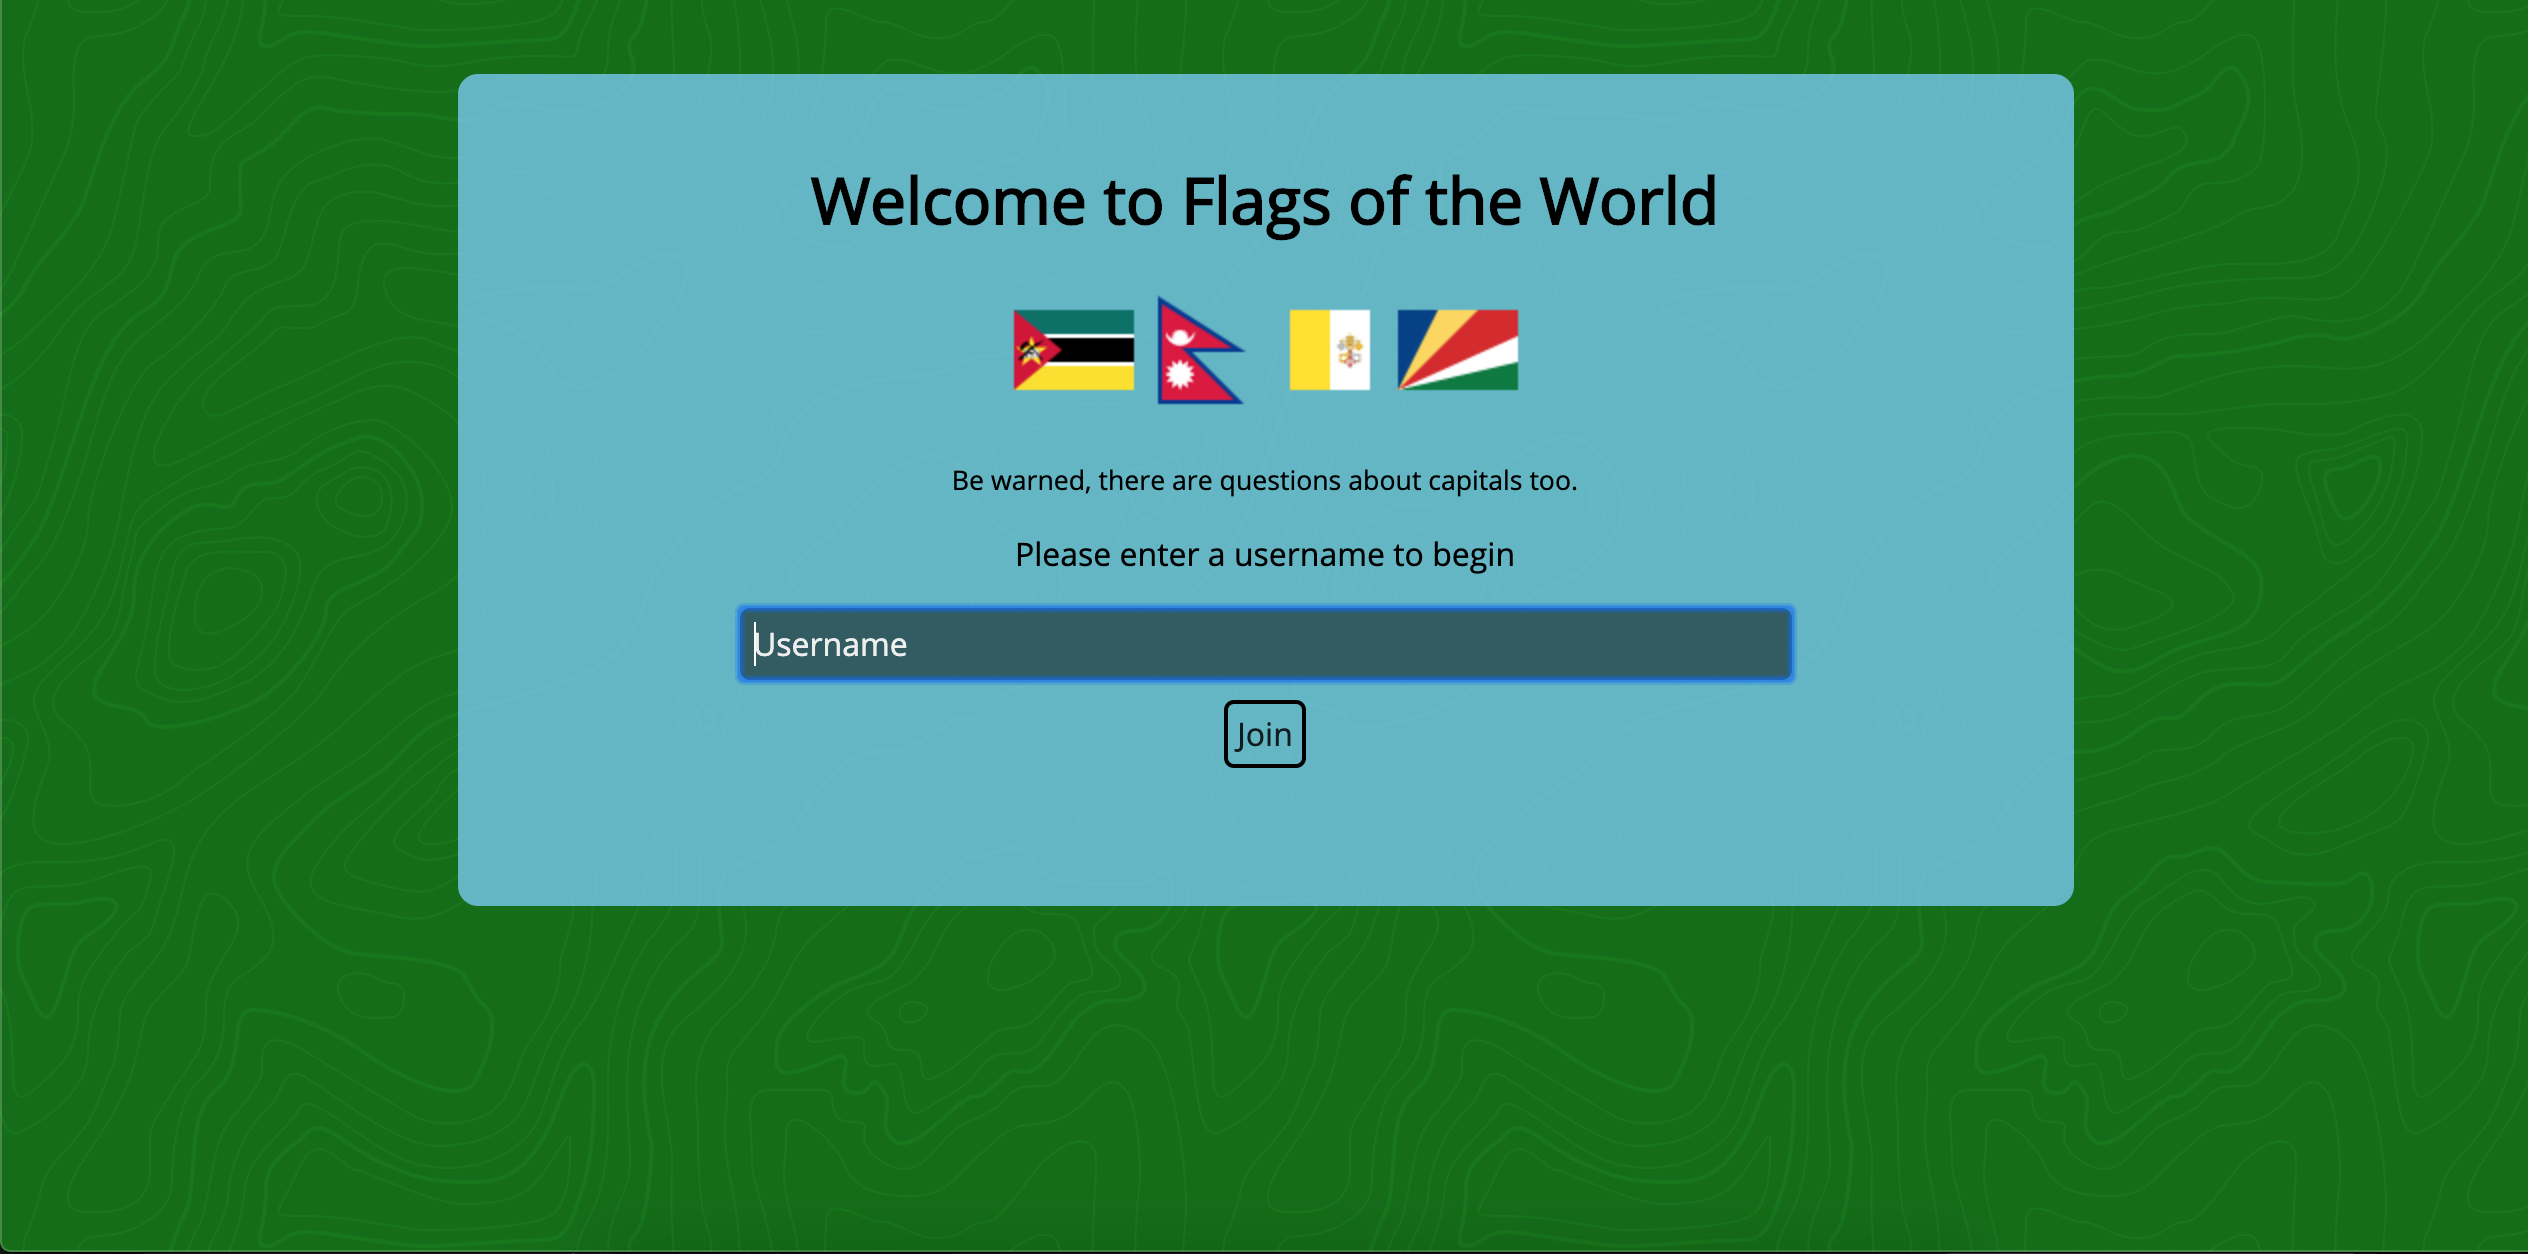 Welcome to Flags of the World
Be warned, there are questions about capitals too.
Please enter a username to begin
Username
Join